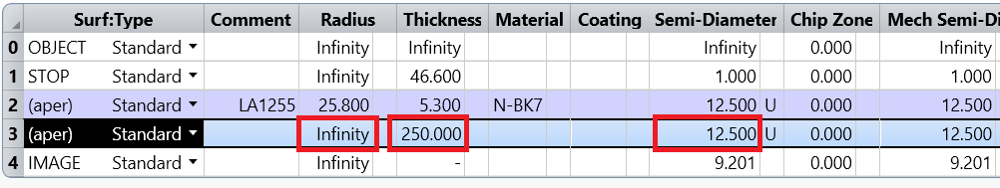 Surf:Type Comment Radius Thickness Material Coating Semi-Diameter Chip Zone Mech Semi-Di
0 OBJECT Standard Infinity Infinity Infinity 0.000 Infinity
1 STOP Standard Infinity 46.600 1.000 0.000 1.000
2 (aper) Standard LA1255 25.800 5.300 N-BK7 12.500 U 0.000 12.500
3 (aper) Standard Infinity 250.000 12.500 U 0.000 12.500
4 IMAGE Standard Infinity - 9.201 0.000 9.201